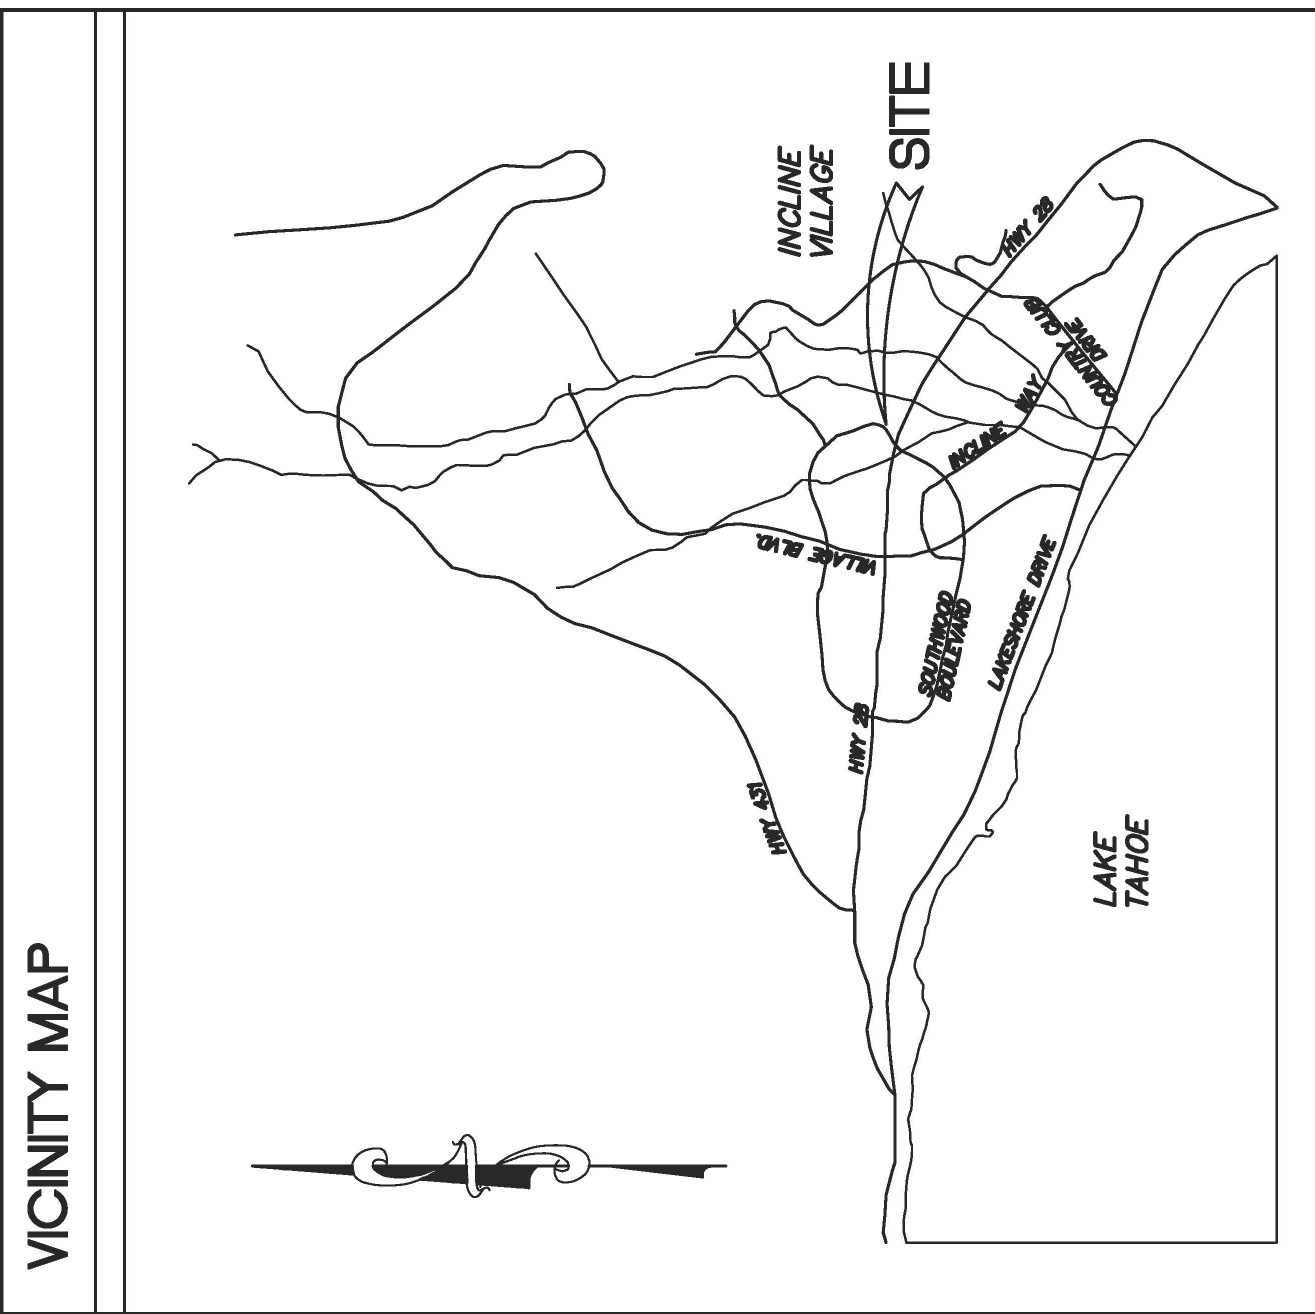 VICINITY MAP
INCLINE
VILLAGE
SITE
HWY 28
COUNTRY CLUB
DRIVE
INCLINE WAY
VILLAGE BLVD.
SOUTHWOOD
BOULEVARD
LAKESHORE DRIVE
HWY 28
HWY 431
LAKE
TAHOE
N